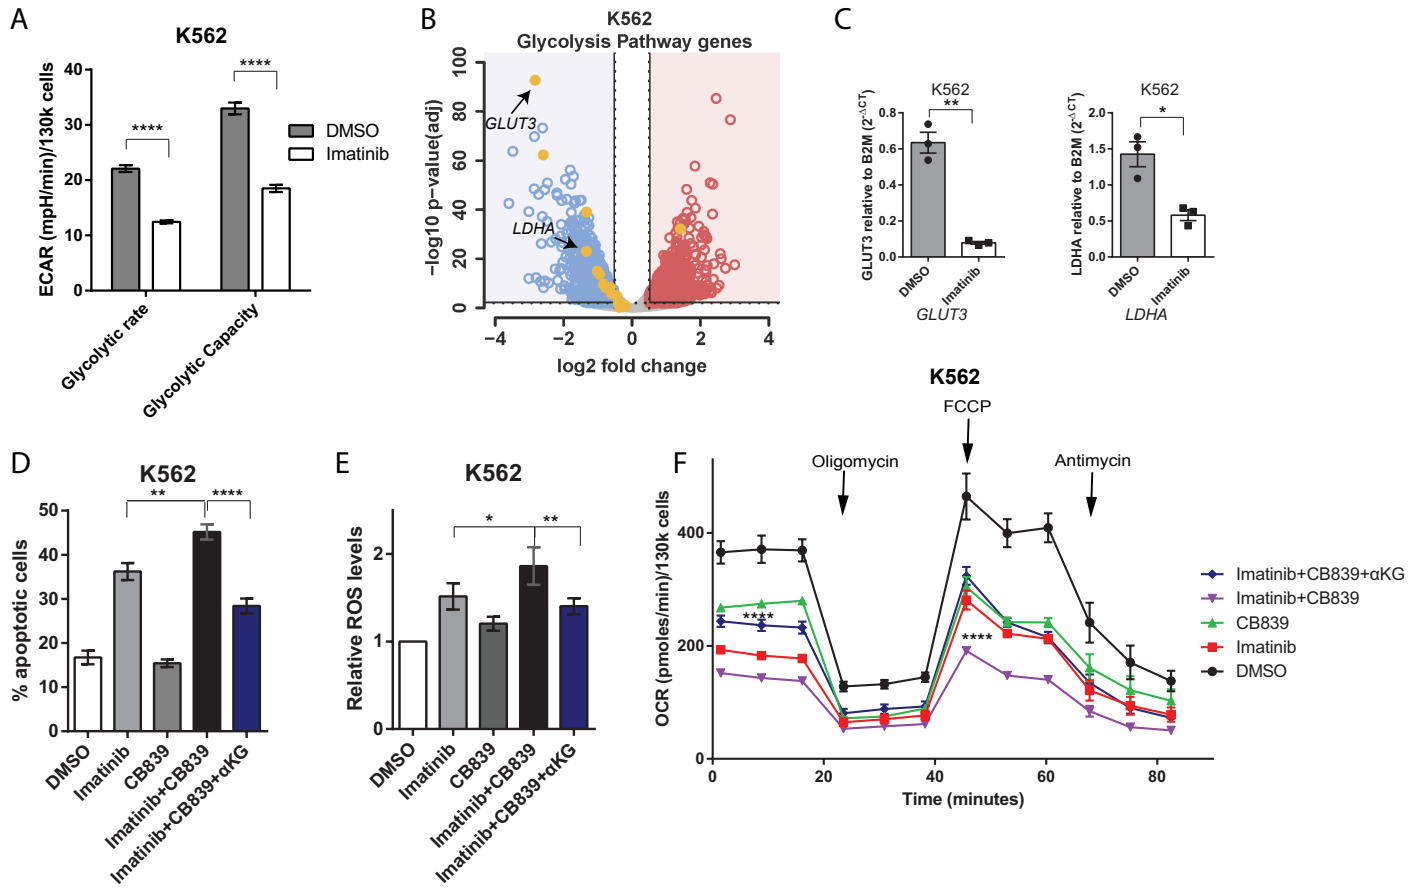 A
K562
ECAR (mpH/min)/130k cells
40
30
20
10
0
****
****
DMSO
Imatinib
Glycolytic rate
Glycolytic Capacity
B
K562
Glycolysis Pathway genes
−log10 p−value(adj)
100
80
60
40
20
0
GLUT3
LDHA
−4
−2
0
2
4
log2 fold change
C
K562
GLUT3 relative to B2M (2^-ΔCT)
0.8
0.6
0.4
0.2
0.0
**
DMSO
Imatinib
GLUT3
K562
LDHA relative to B2M (2^-ΔCT)
2.0
1.5
1.0
0.5
0.0
*
DMSO
Imatinib
LDHA
D
K562
% apoptotic cells
50
40
30
20
10
0
**
****
DMSO
Imatinib
CB839
Imatinib+CB839
Imatinib+CB839+αKG
E
K562
Relative ROS levels
2
1
0
*
**
DMSO
Imatinib
CB839
Imatinib+CB839
Imatinib+CB839+αKG
F
K562
FCCP
Oligomycin
Antimycin
OCR (pmoles/min)/130k cells
400
200
0
****
****
0
20
40
60
80
Time (minutes)
Imatinib+CB839+αKG
Imatinib+CB839
CB839
Imatinib
DMSO